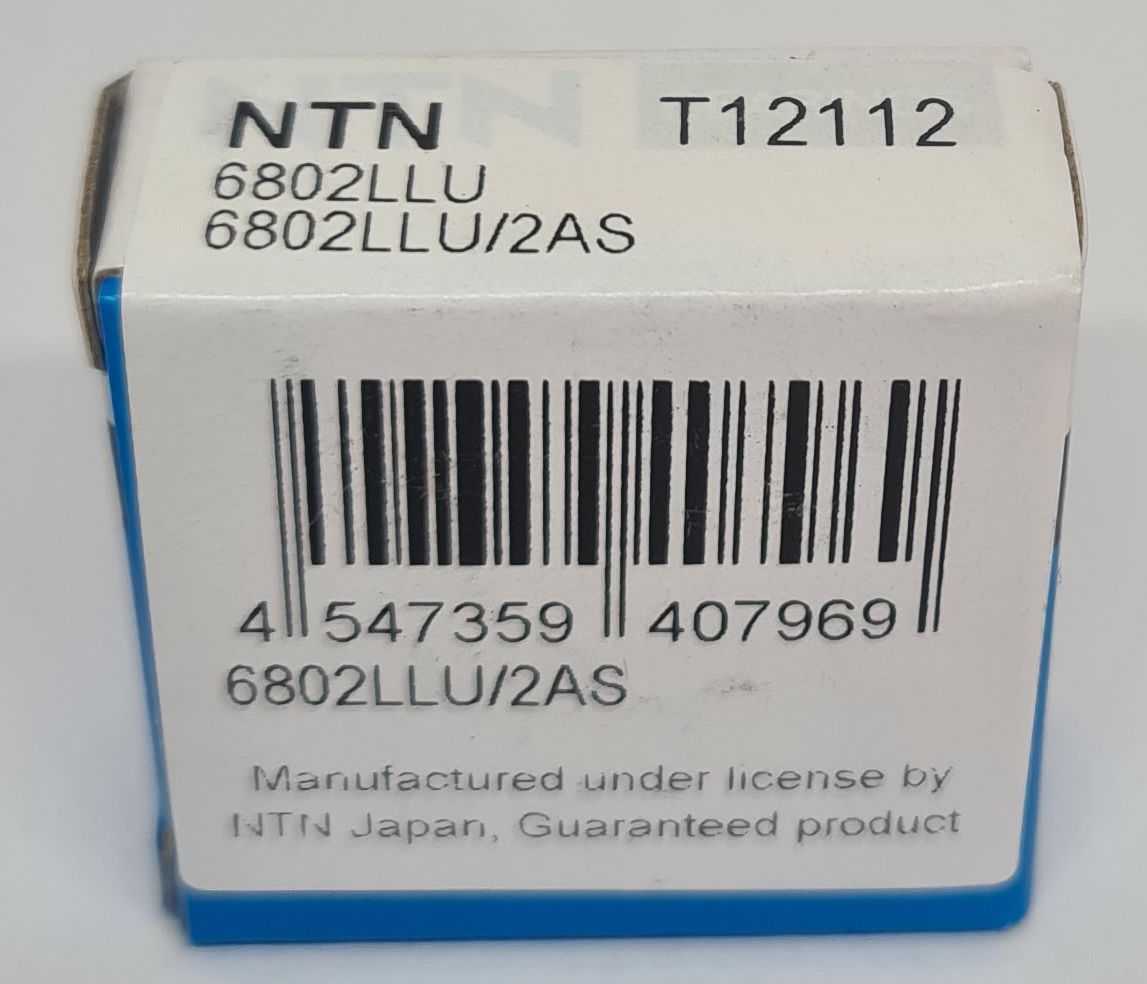 NTN T12112
6802LLU
6802LLU/2AS
4 547359 407969
6802LLU/2AS
Manufactured under license by
NTN Japan, Guaranteed product